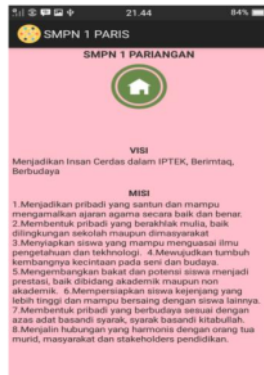 21.44
84%
SMPN 1 PARIS
SMPN 1 PARIANGAN
VISI
Menjadikan Insan Cerdas dalam IPTEK, Berimtaq,
Berbudaya
MISI
1.Menjadikan pribadi yang santun dan mampu
mengamalkan ajaran agama secara baik dan benar.
2.Membentuk pribadi yang berakhlak mulia, baik
dilingkungan sekolah maupun dimasyarakat
3.Menyiapkan siswa yang mampu menguasai ilmu
pengetahuan dan tekhnologi. 4.Mewujudkan tumbuh
kembangnya kecintaan pada seni dan budaya.
5.Mengembangkan bakat dan potensi siswa menjadi
prestasi, baik dibidang akademik maupun non
akademik. 6.Mempersiapkan siswa kejenjang yang
lebih tinggi dan mampu bersaing dengan siswa lainnya.
7.Membentuk pribadi yang berbudaya sesuai dengan
azas adat basandi syarak, syarak basandi kitabullah.
8.Menjalin hubungan yang harmonis dengan orang tua
murid, masyarakat dan stakeholders pendidikan.